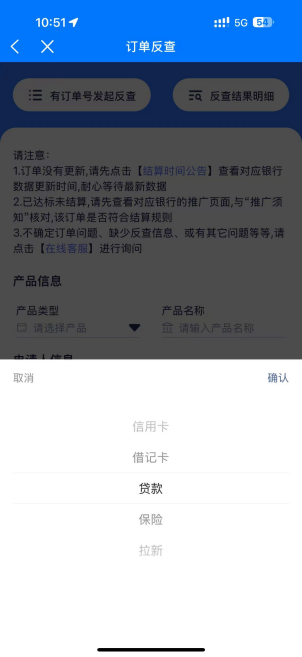 10:51
5G
54
订单反查
有订单号发起反查
反查结果明细
请注意:
1.订单没有更新,请先点击【结算时间公告】查看对应银行
数据更新时间,耐心等待最新数据
2.已达标未结算,请先查看对应银行的推广页面,与“推广须
知”核对,该订单是否符合结算规则
3.不确定订单问题、缺少反查信息、或有其它问题等等,请
点击【在线客服】进行询问
产品信息
产品类型
产品名称
请选择产品
请输入产品名称
申请人信息
取消
确认
信用卡
借记卡
贷款
保险
拉新